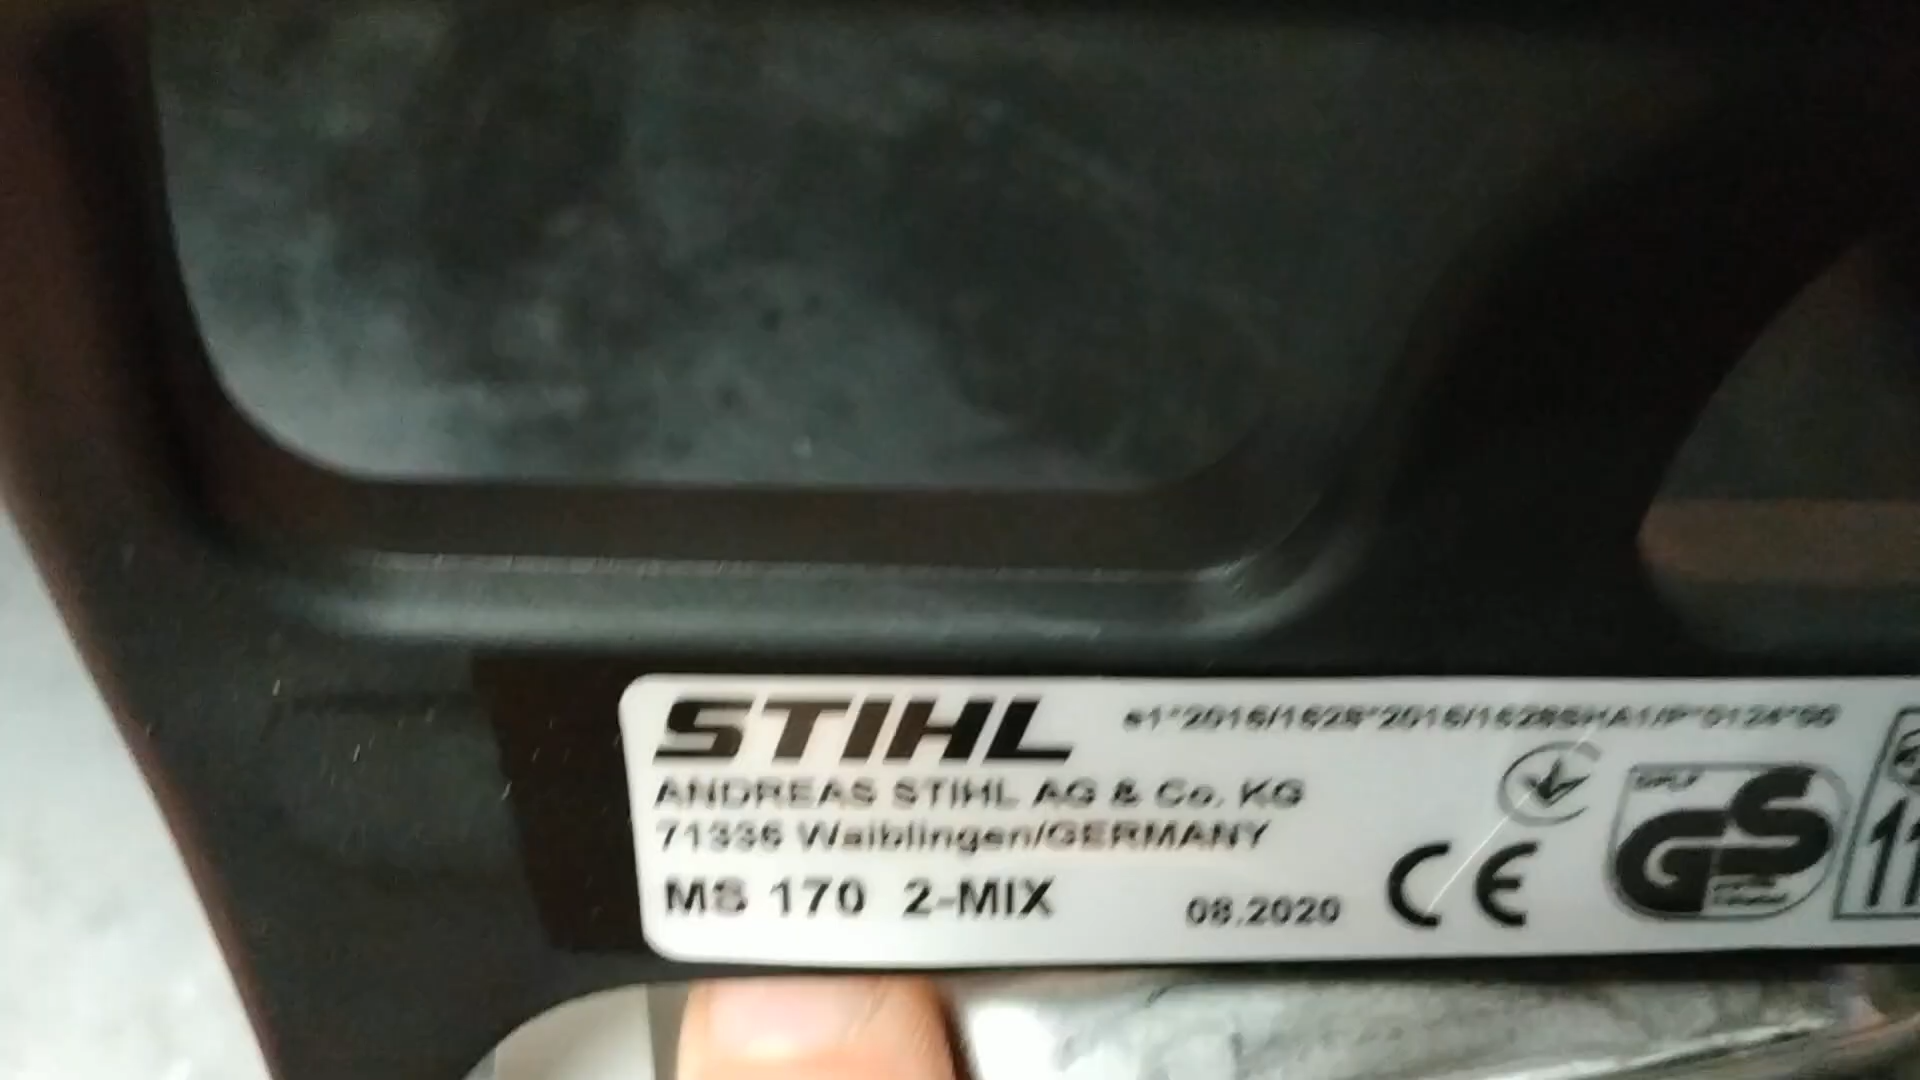 STIHL
e1*2016/1628*2016/1628SHA1/P*0124*00
ANDREAS STIHL AG & Co. KG
71336 Waiblingen/GERMANY
MS 170 2-MIX
08.2020
CE
GS
11